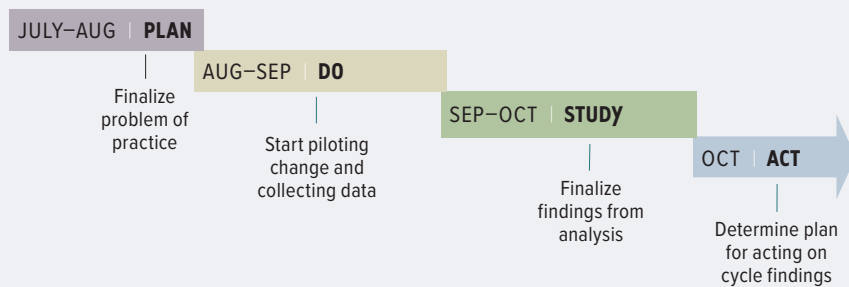 JULY–AUG | PLAN
Finalize
problem of
practice
AUG–SEP | DO
Start piloting
change and
collecting data
SEP–OCT | STUDY
Finalize
findings from
analysis
OCT | ACT
Determine plan
for acting on
cycle findings